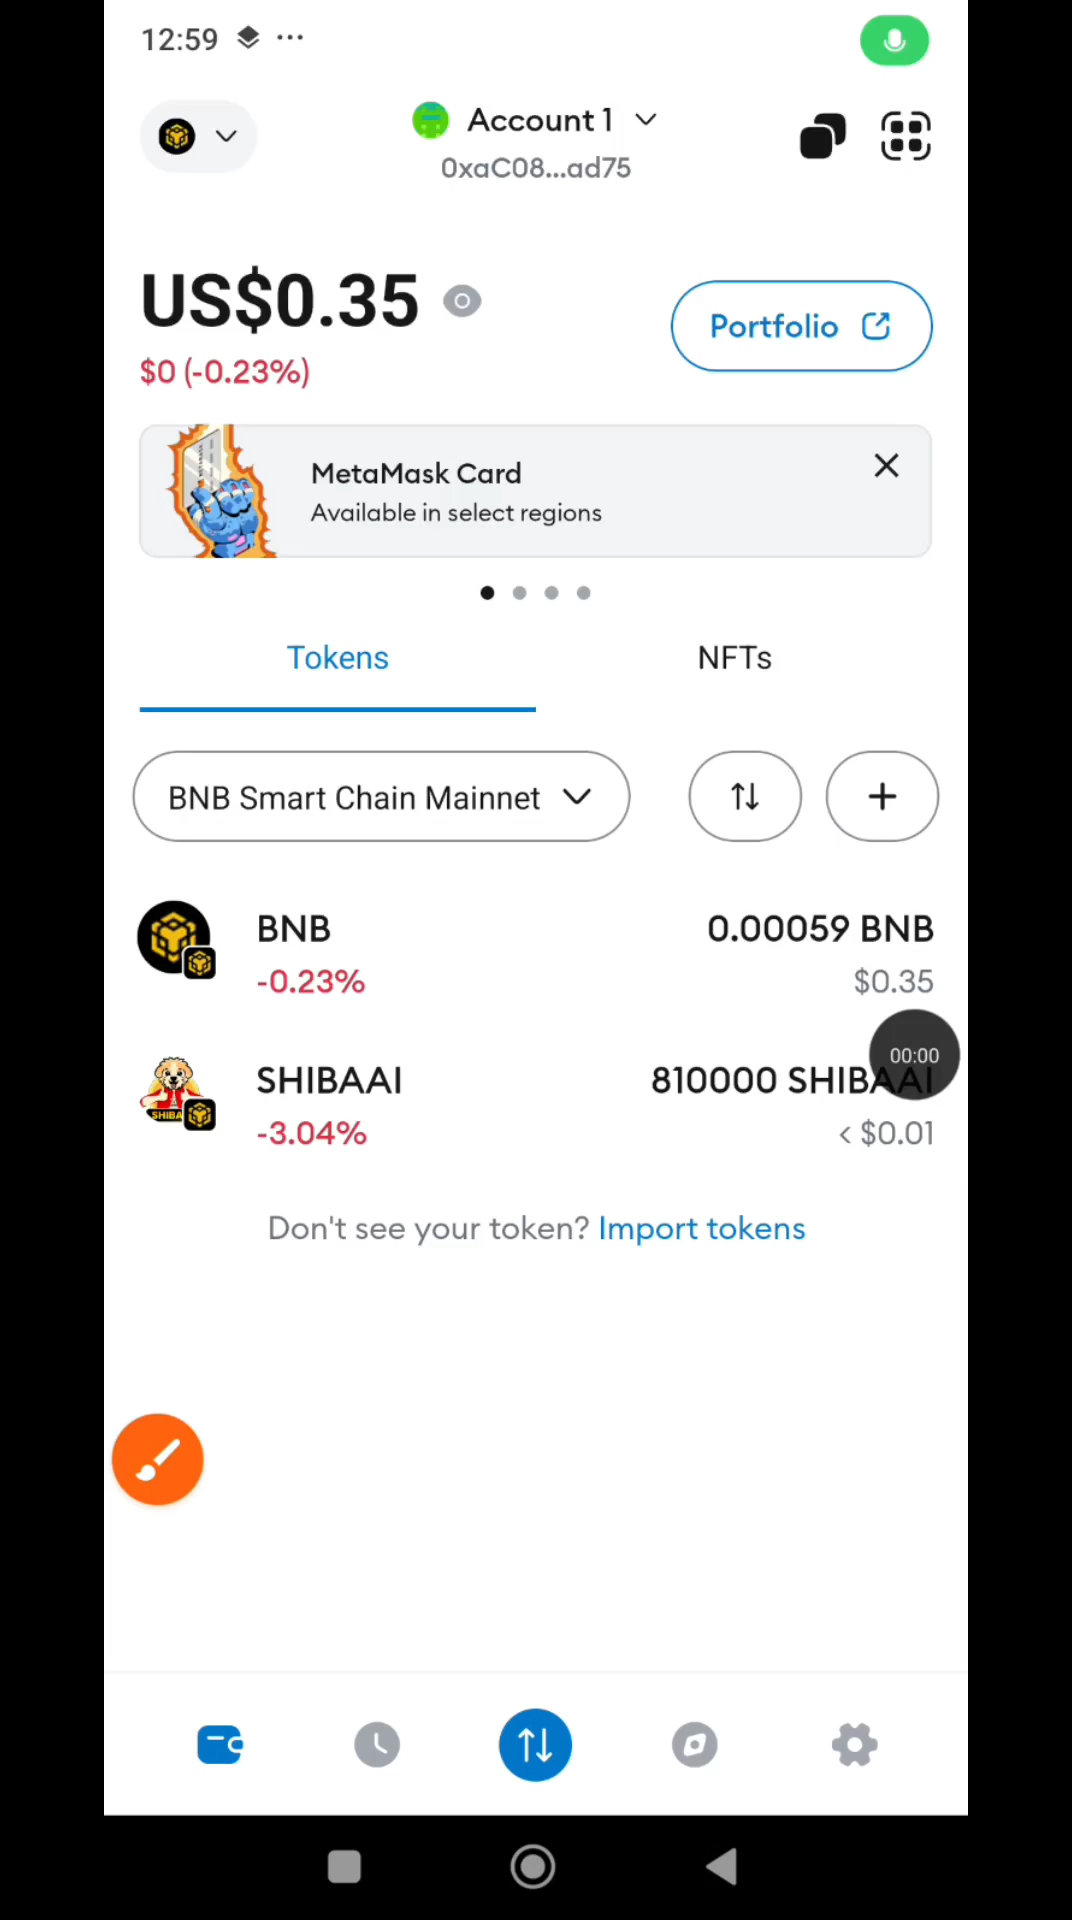 12:59
Account 1
0xaC08...ad75
US$0.35
Portfolio
$0 (-0.23%)
MetaMask Card
Available in select regions
Tokens
NFTs
BNB Smart Chain Mainnet
BNB
0.00059 BNB
-0.23%
$0.35
00:00
SHIBAAI
810000 SHIBAAI
SHIBA
-3.04%
< $0.01
Don't see your token? Import tokens